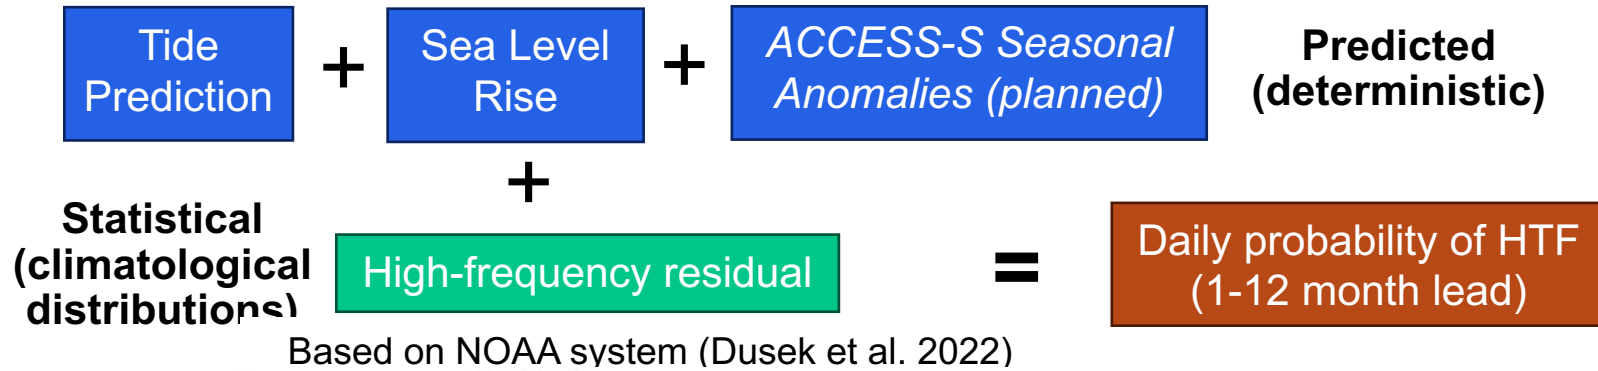 Tide
Prediction
+
Sea Level
Rise
+
ACCESS-S Seasonal
Anomalies (planned)
Predicted
(deterministic)
+
Statistical
(climatological
distributions)
High-frequency residual
=
Daily probability of HTF
(1-12 month lead)
Based on NOAA system (Dusek et al. 2022)